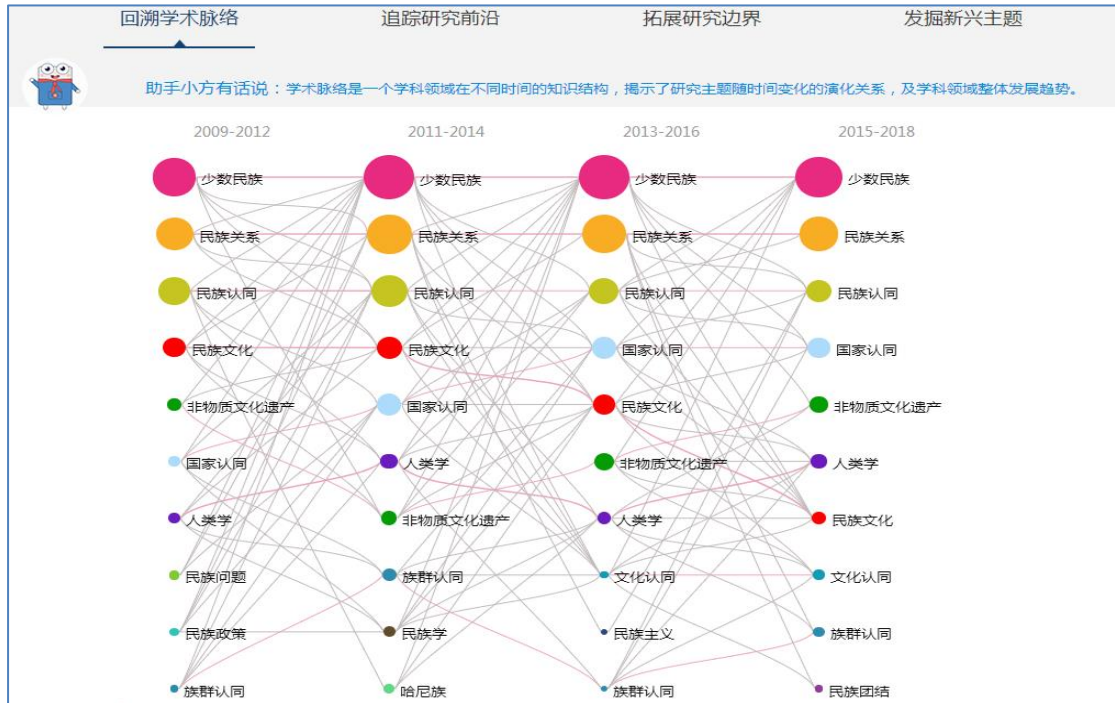 回溯学术脉络 追踪研究前沿 拓展研究边界 发掘新兴主题
助手小方有话说：学术脉络是一个学科领域在不同时间的知识结构，揭示了研究主题随时间变化的演化关系，及学科领域整体发展趋势。
2009-2012 2011-2014 2013-2016 2015-2018
少数民族 少数民族 少数民族 少数民族
民族关系 民族关系 民族关系 民族关系
民族认同 民族认同 民族认同 民族认同
民族文化 民族文化 国家认同 国家认同
非物质文化遗产 国家认同 民族文化 非物质文化遗产
国家认同 人类学 非物质文化遗产 人类学
人类学 非物质文化遗产 人类学 民族文化
民族问题 族群认同 文化认同 文化认同
民族政策 民族学 民族主义 族群认同
族群认同 哈尼族 族群认同 民族团结